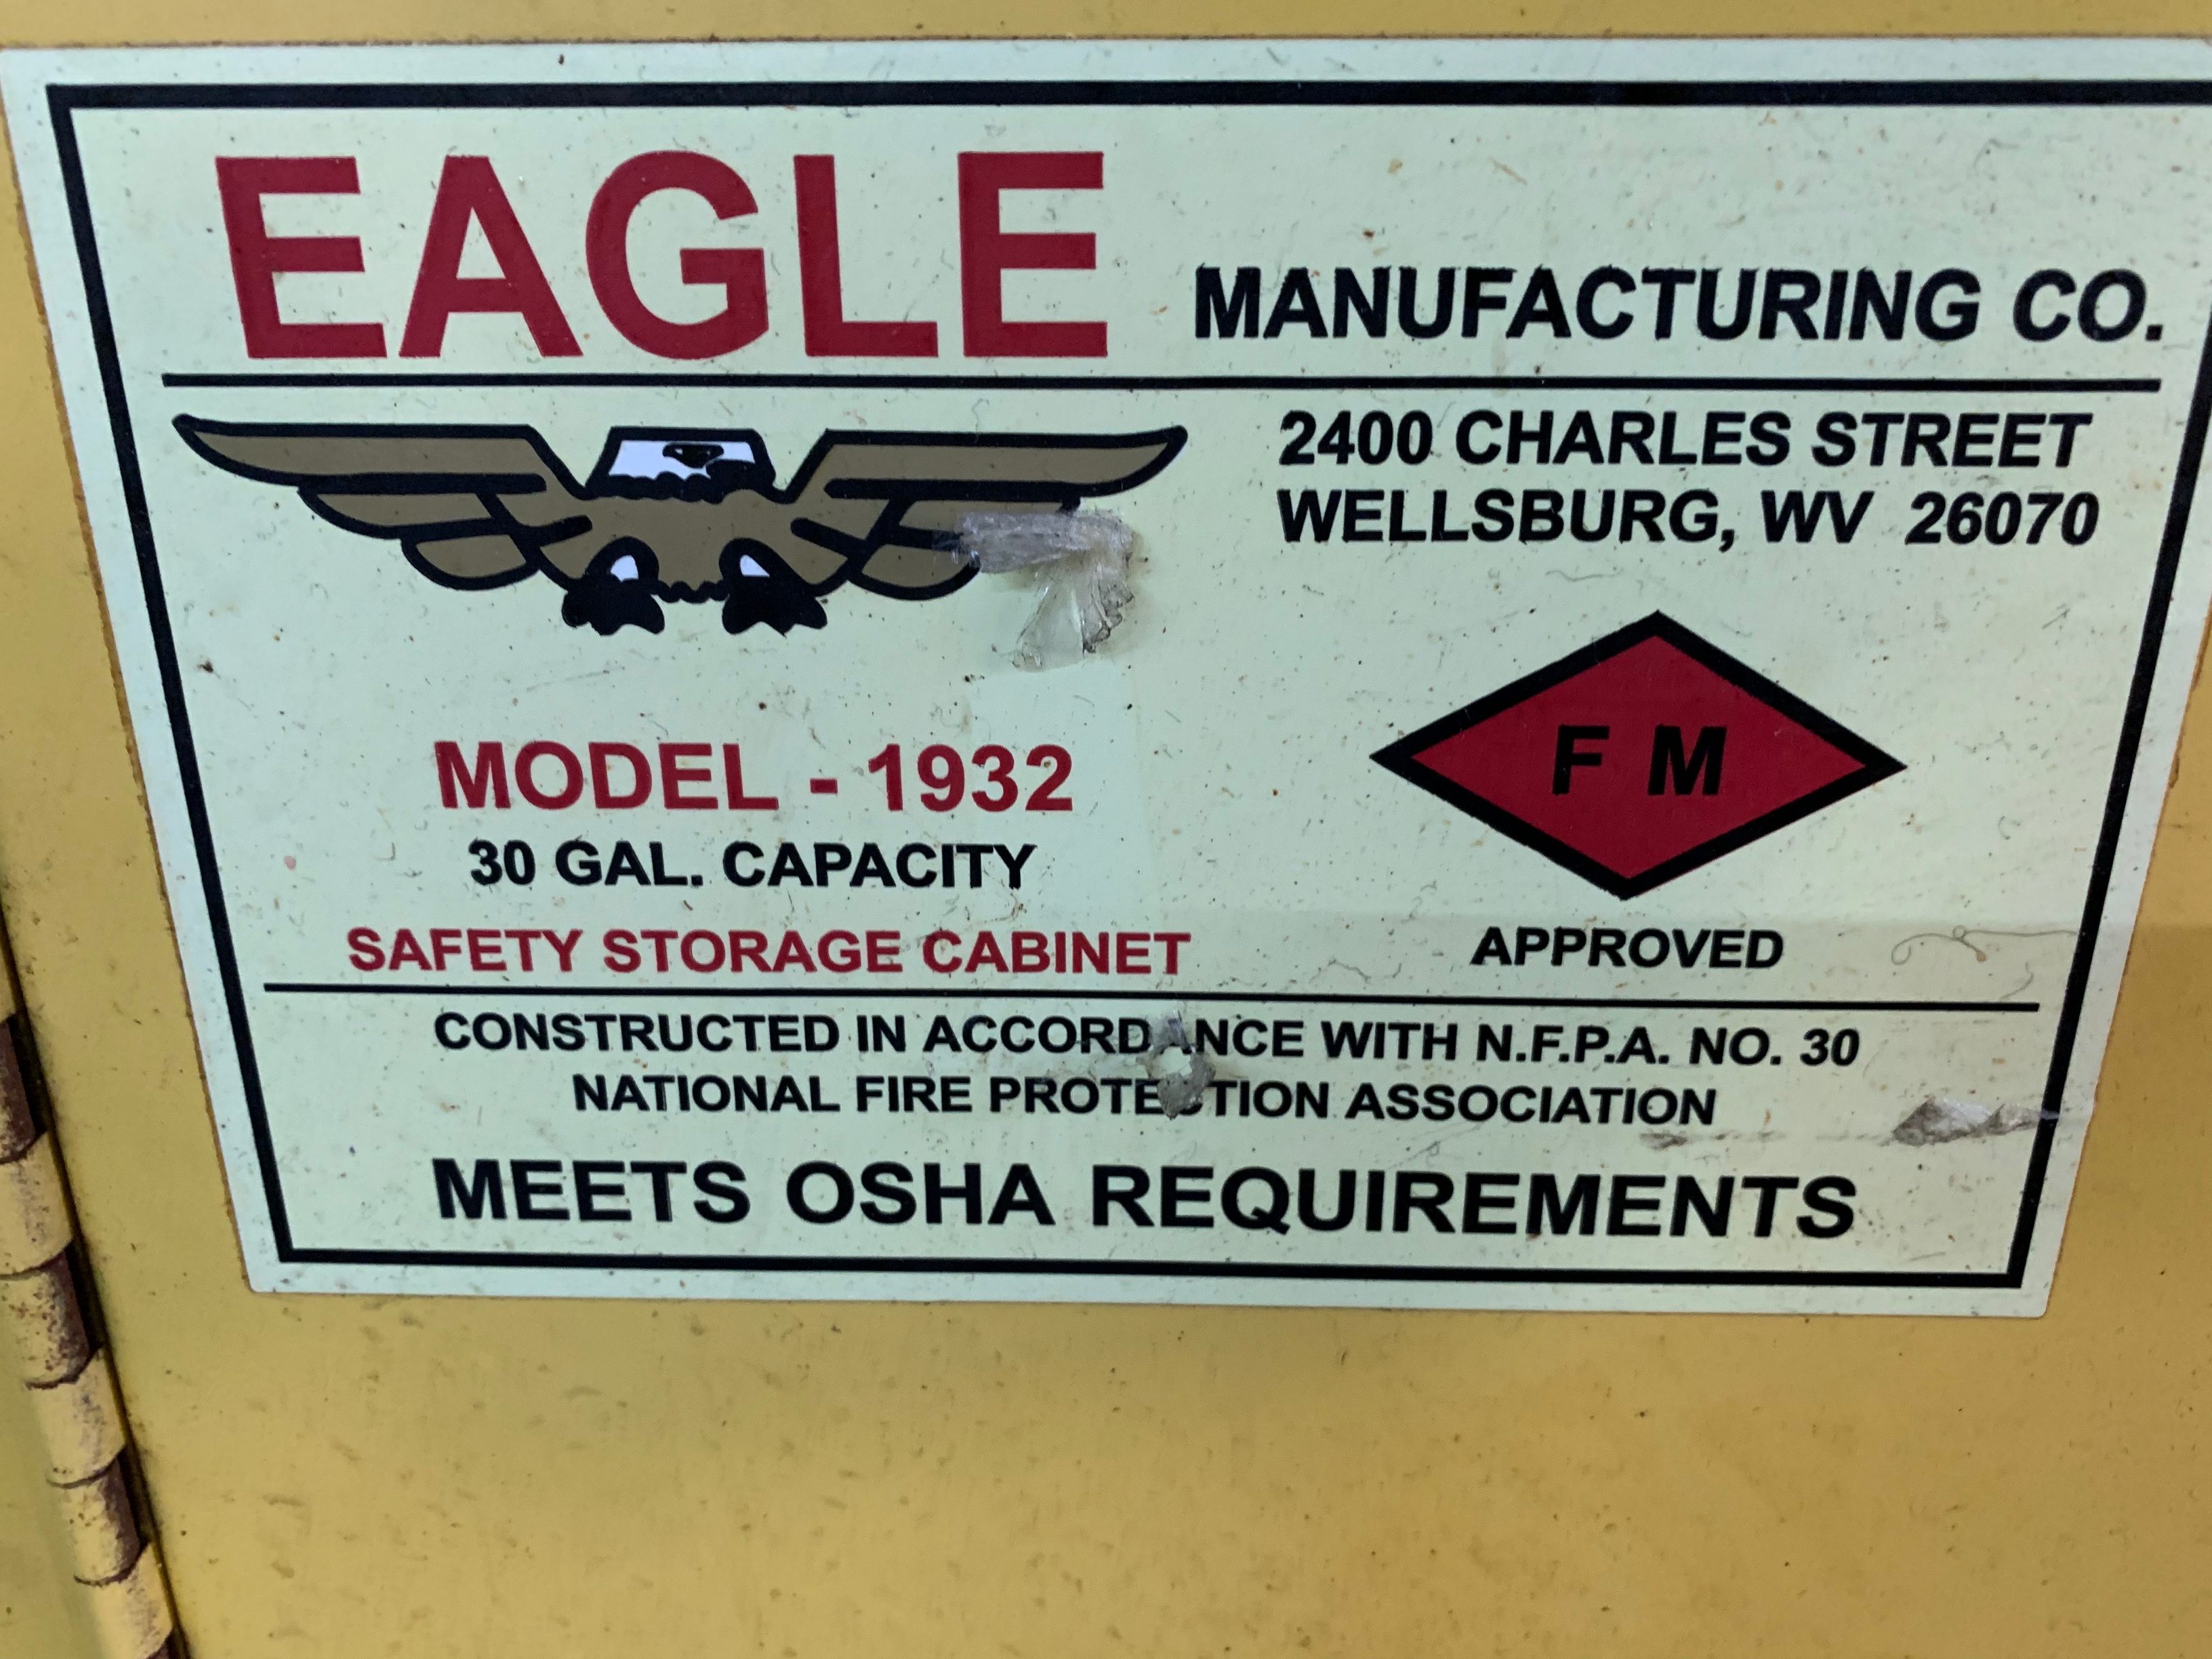 EAGLE MANUFACTURING CO.
2400 CHARLES STREET
WELLSBURG, WV 26070
MODEL - 1932
30 GAL. CAPACITY
SAFETY STORAGE CABINET
F M
APPROVED
CONSTRUCTED IN ACCORDANCE WITH N.F.P.A. NO. 30
NATIONAL FIRE PROTECTION ASSOCIATION
MEETS OSHA REQUIREMENTS